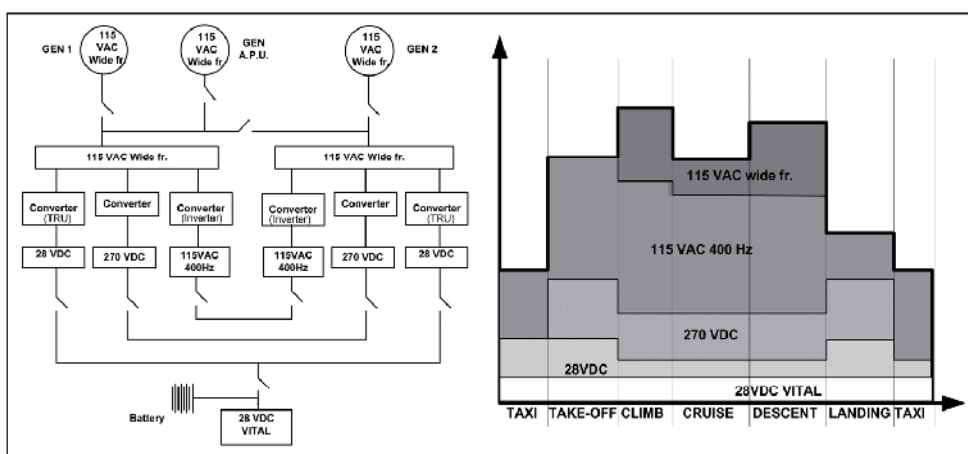 GEN 1
115
VAC
Wide fr.
115
VAC
Wide fr.
GEN
A.P.U.
115
VAC
Wide fr.
GEN 2
115 VAC Wide fr.
115 VAC Wide fr.
Converter
(TRU)
Converter
Converter
(Inverter)
Converter
(Inverter)
Converter
Converter
(TRU)
28 VDC
270 VDC
115VAC
400Hz
115VAC
400Hz
270 VDC
28 VDC
Battery
28 VDC
VITAL
115 VAC wide fr.
115 VAC 400 Hz
270 VDC
28VDC
28VDC VITAL
TAXI
TAKE-OFF
CLIMB
CRUISE
DESCENT
LANDING
TAXI